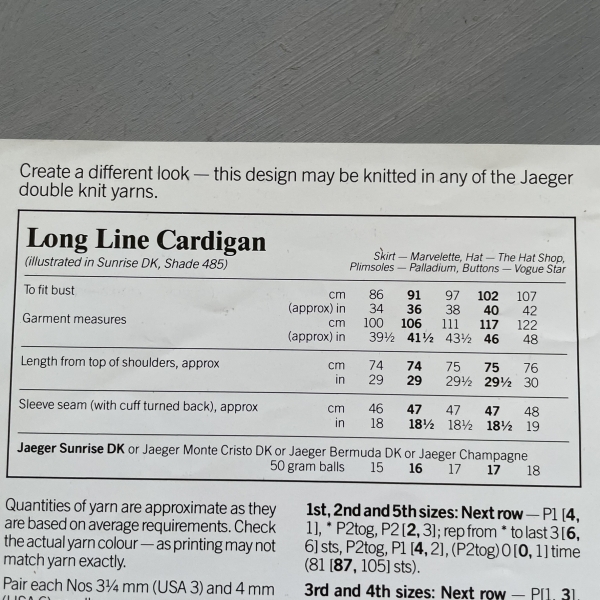 Create a different look — this design may be knitted in any of the Jaeger
double knit yarns.
Long Line Cardigan
(illustrated in Sunrise DK, Shade 485)
Skirt — Marvelette, Hat — The Hat Shop,
Plimsoles — Palladium, Buttons — Vogue Star
To fit bust cm 86 91 97 102 107
(approx) in 34 36 38 40 42
Garment measures cm 100 106 111 117 122
(approx) in 39½ 41½ 43½ 46 48
Length from top of shoulders, approx cm 74 74 75 75 76
in 29 29 29½ 29½ 30
Sleeve seam (with cuff turned back), approx cm 46 47 47 47 48
in 18 18½ 18½ 18½ 19
Jaeger Sunrise DK or Jaeger Monte Cristo DK or Jaeger Bermuda DK or Jaeger Champagne
50 gram balls 15 16 17 17 18
Quantities of yarn are approximate as they
are based on average requirements. Check
the actual yarn colour — as printing may not
match yarn exactly.
Pair each Nos 3¼ mm (USA 3) and 4 mm
1st, 2nd and 5th sizes: Next row — P1 [4,
1], * P2tog, P2 [2, 3]; rep from * to last 3 [6,
6] sts, P2tog, P1 [4, 2], (P2tog) 0 [0, 1] time
(81 [87, 105] sts).
3rd and 4th sizes: Next row — P[1, 3],